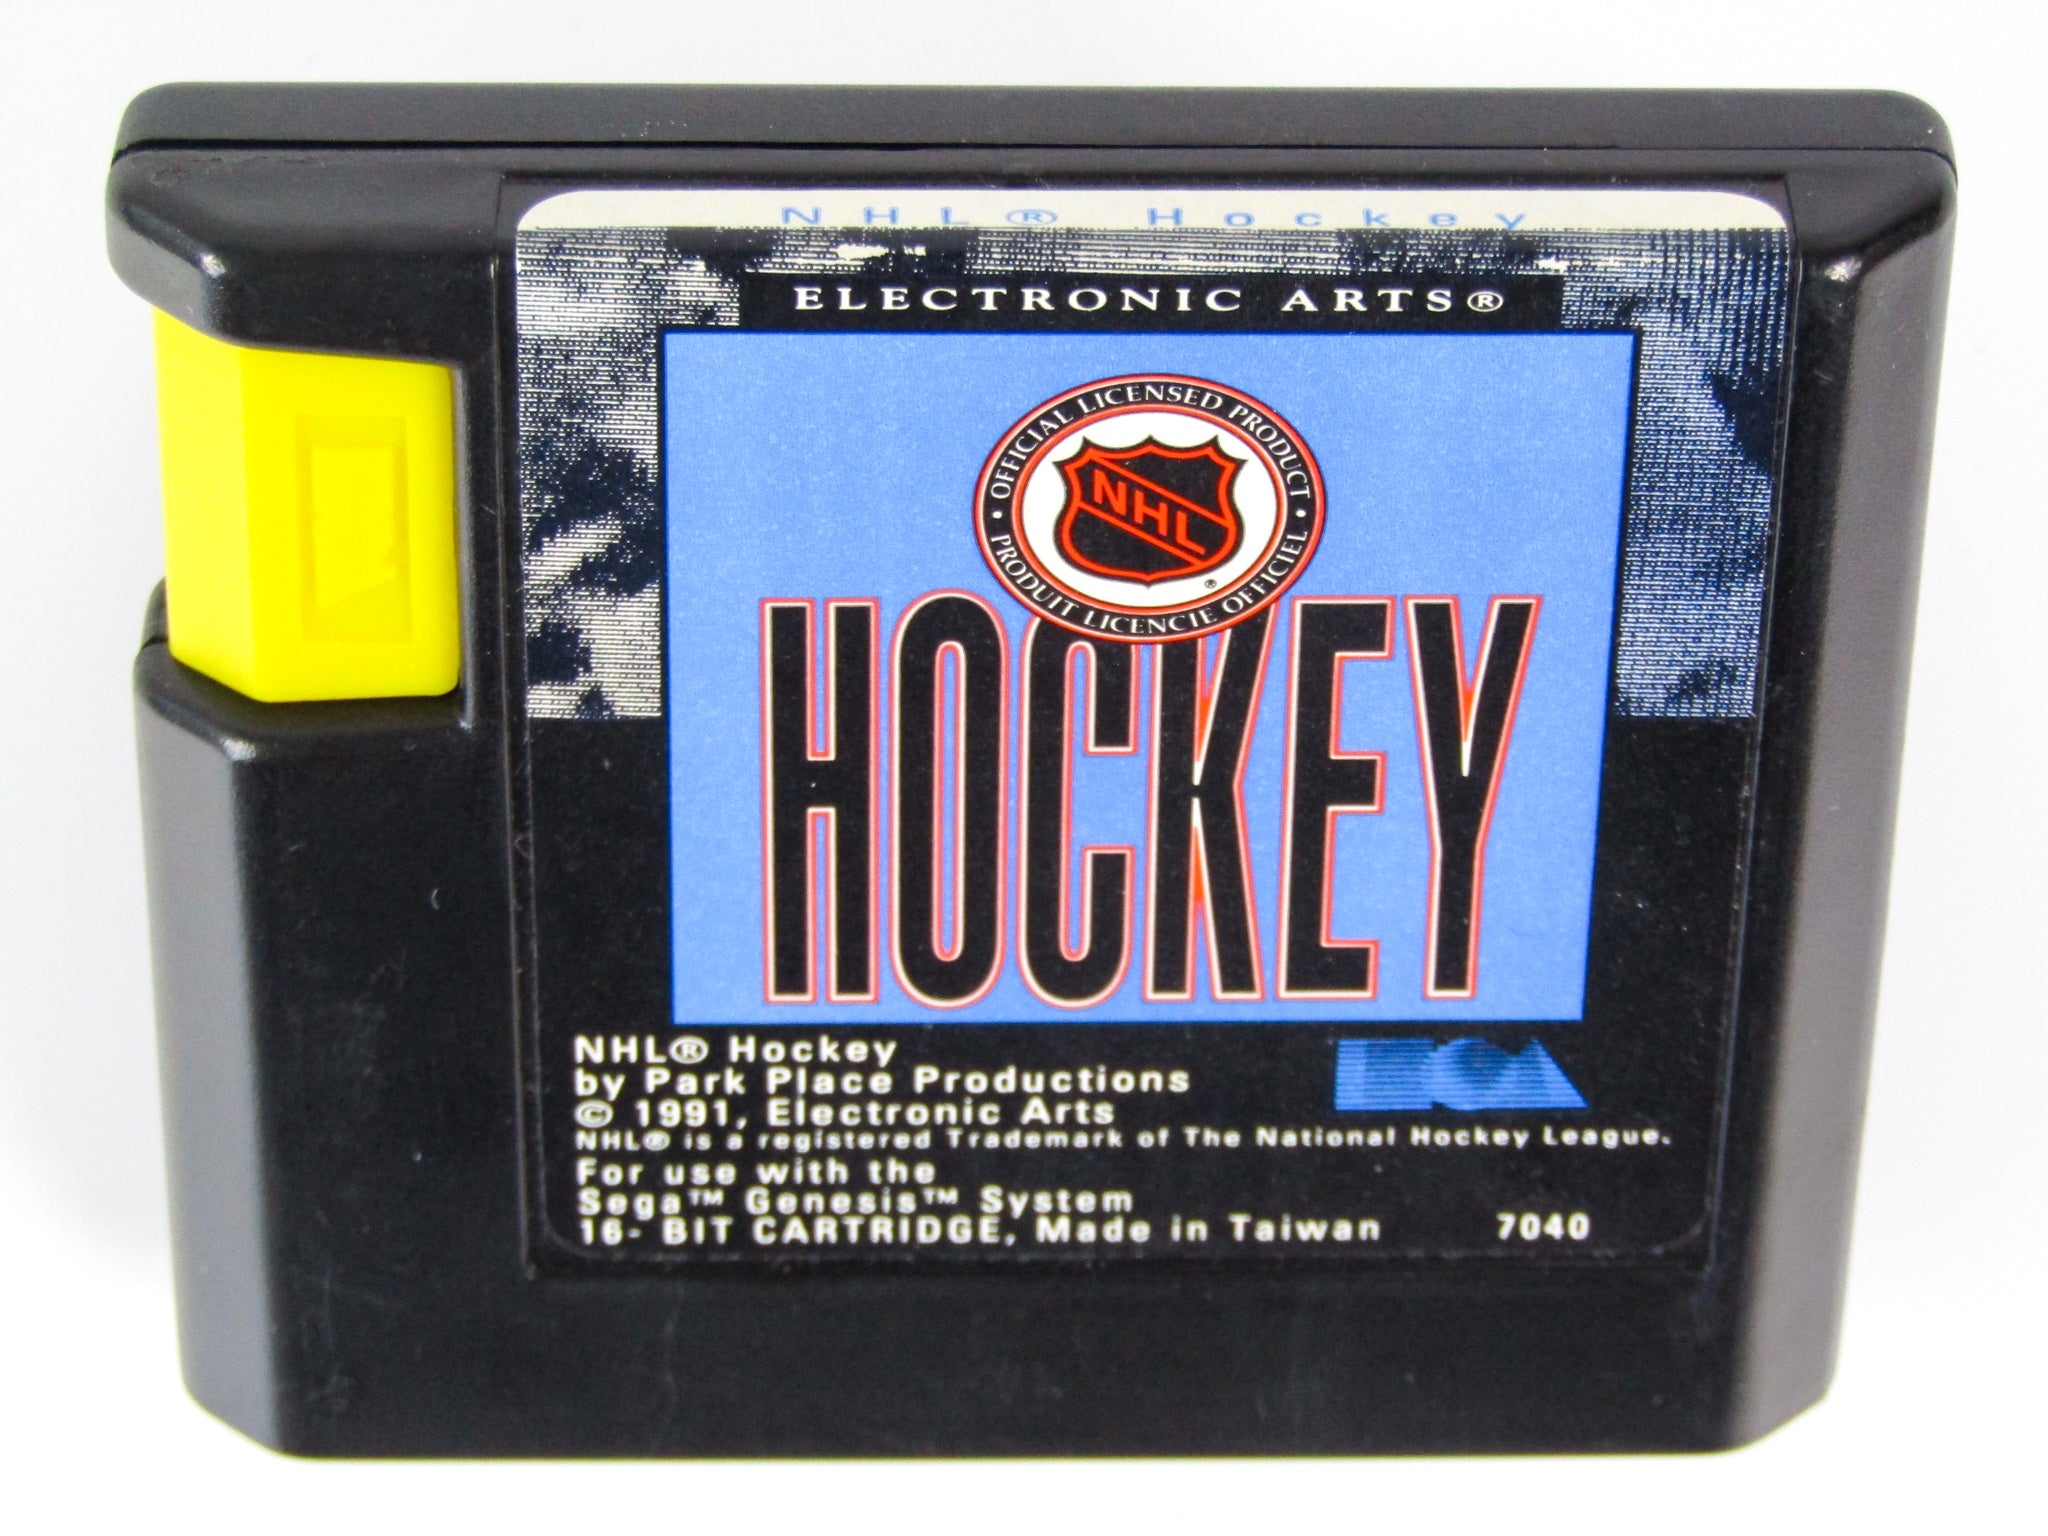 NHL® Hockey
ELECTRONIC ARTS®
• OFFICIAL LICENSED PRODUCT •
NHL®
PRODUIT LICENCIE OFFICIEL
HOCKEY
NHL® Hockey
by Park Place Productions
© 1991, Electronic Arts
NHL® is a registered Trademark of The National Hockey League.
For use with the
Sega™ Genesis™ System
16- BIT CARTRIDGE, Made in Taiwan
7040
EA